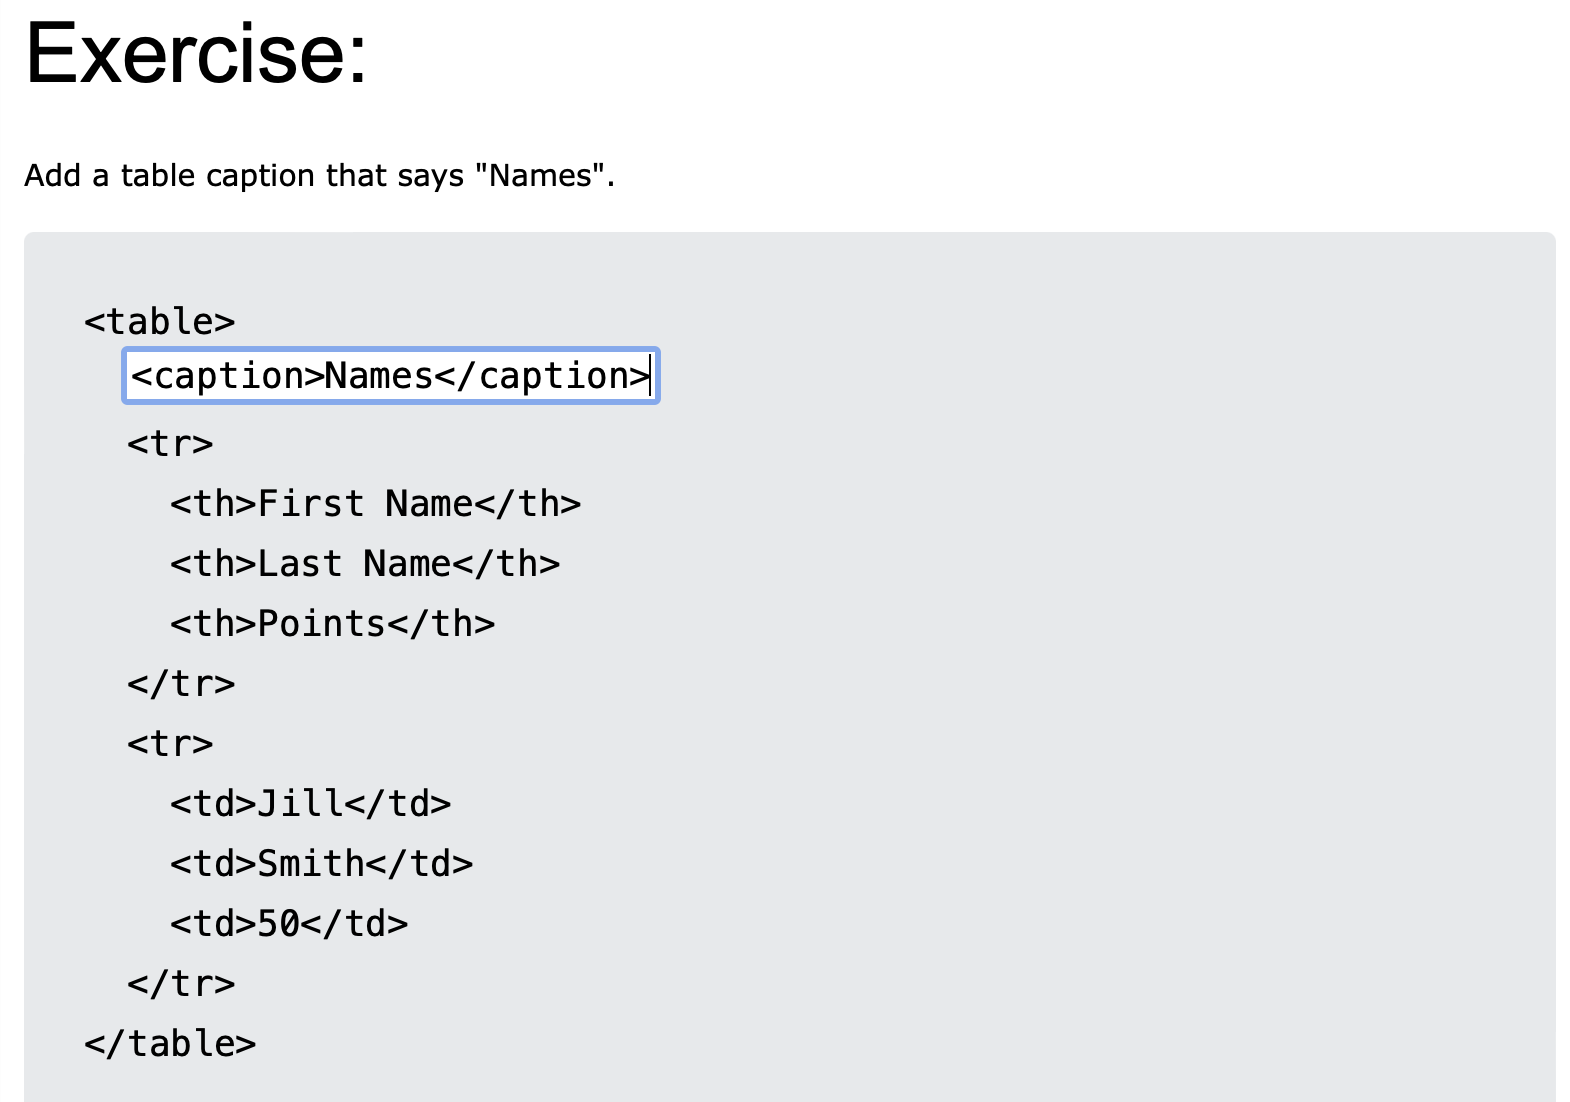 Exercise:
Add a table caption that says "Names".
<table>
<caption>Names</caption>
<tr>
<th>First Name</th>
<th>Last Name</th>
<th>Points</th>
</tr>
<tr>
<td>Jill</td>
<td>Smith</td>
<td>50</td>
</tr>
</table>